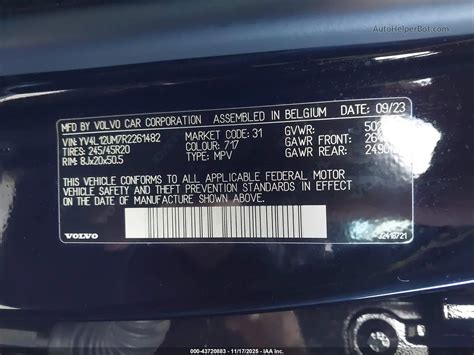 AutoHelperBot.com
MFD BY VOLVO CAR CORPORATION ASSEMBLED IN BELGIUM 09/23
VIN: YV4L12UM7R2261482 MARKET CODE: 31 GVWR:
TIRES: 245/45R20 COLOUR: 717 GAWR FRONT:
RIM: 8Jx20x50.5 TYPE: MPV GAWR REAR:
THIS VEHICLE CONFORMS TO ALL APPLICABLE FEDERAL MOTOR
VEHICLE SAFETY AND THEFT PREVENTION STANDARDS IN EFFECT
ON THE DATE OF MANUFACTURE SHOWN ABOVE.
VOLVO
000-43720883 - 11/17/2025 - IAA, Inc.